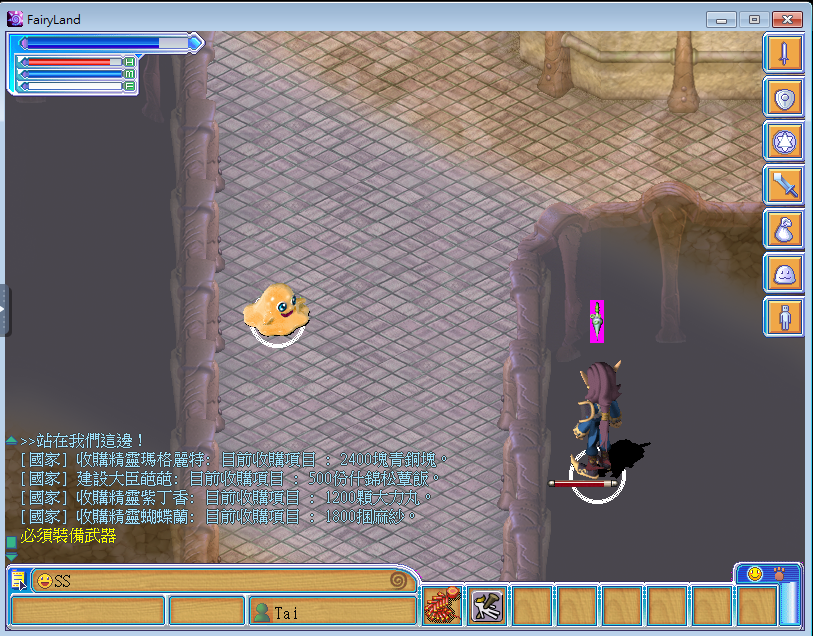 FairyLand
H
M
E
>>站在我們這邊！
[國家] 收購精靈瑪格麗特: 目前收購項目 : 2400塊青銅塊。
[國家] 建設大臣茴茴: 目前收購項目 : 500份什錦松蕈飯。
[國家] 收購精靈紫丁香: 目前收購項目 : 1200顆大力丸。
[國家] 收購精靈蝴蝶蘭: 目前收購項目 : 1800捆麻紗。
必須裝備武器
SS
Tai